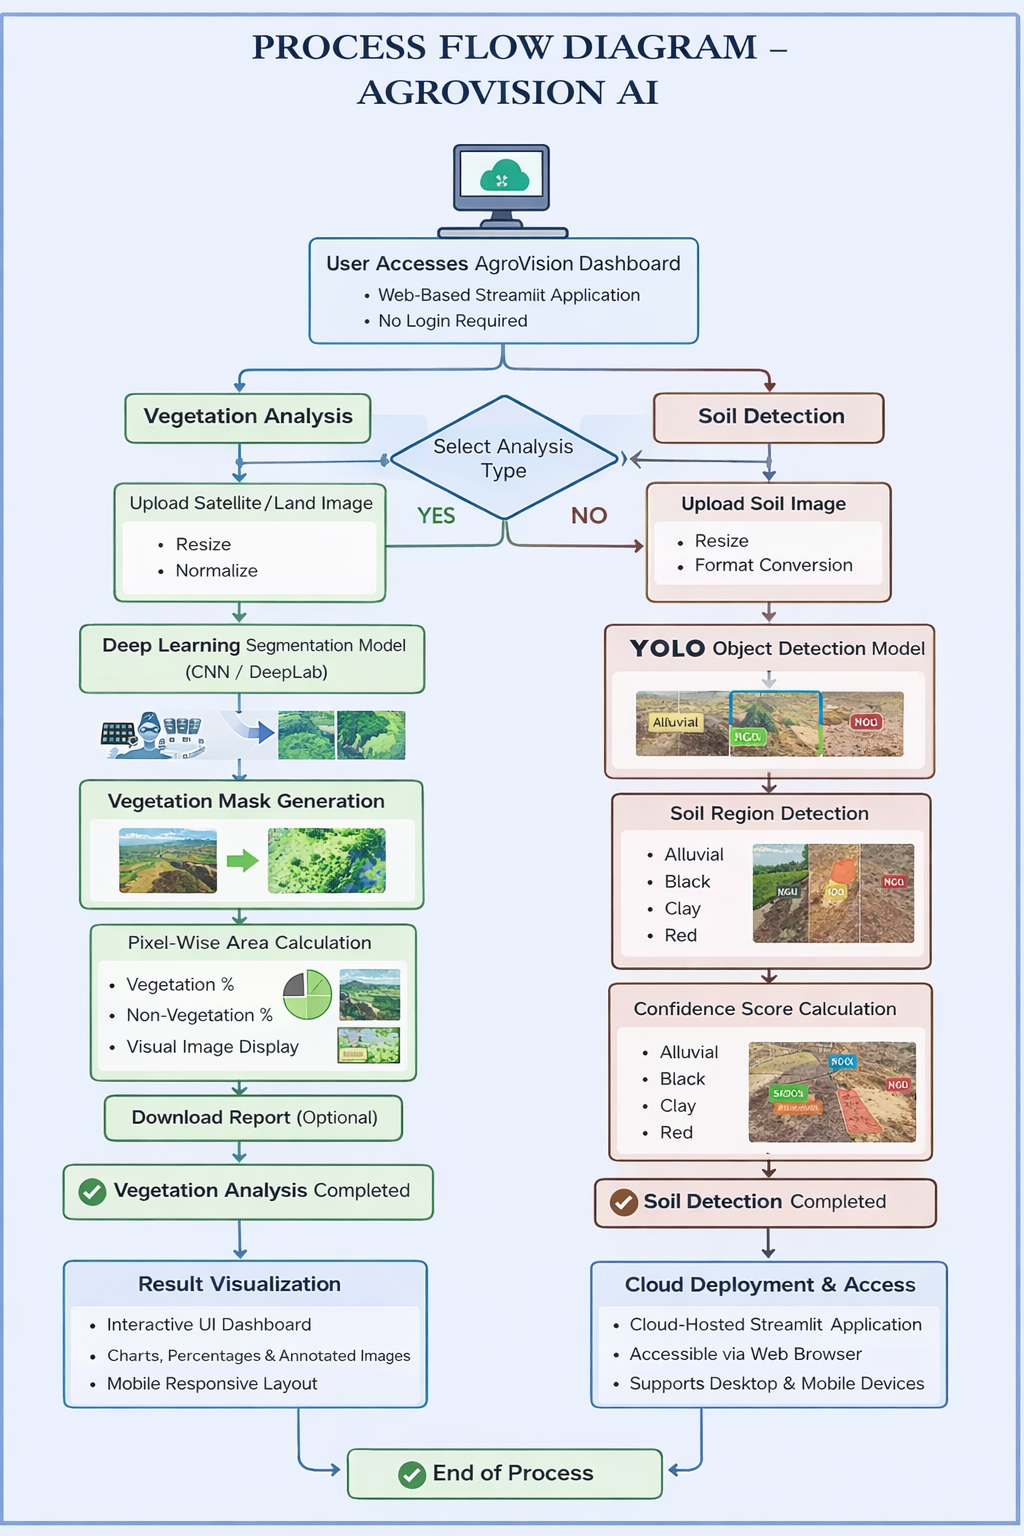 PROCESS FLOW DIAGRAM –
AGROVISION AI
User Accesses AgroVision Dashboard
• Web-Based Streamlit Application
• No Login Required
Vegetation Analysis
Select Analysis
Type
Soil Detection
YES
NO
Upload Satellite/Land Image
• Resize
• Normalize
Upload Soil Image
• Resize
• Format Conversion
Deep Learning Segmentation Model
(CNN / DeepLab)
YOLO Object Detection Model
Alluvial
Vegetation Mask Generation
Soil Region Detection
• Alluvial
• Black
• Clay
• Red
Pixel-Wise Area Calculation
• Vegetation %
• Non-Vegetation %
• Visual Image Display
Confidence Score Calculation
• Alluvial
• Black
• Clay
• Red
Download Report (Optional)
Vegetation Analysis Completed
Soil Detection Completed
Result Visualization
• Interactive UI Dashboard
• Charts, Percentages & Annotated Images
• Mobile Responsive Layout
Cloud Deployment & Access
• Cloud-Hosted Streamlit Application
• Accessible via Web Browser
• Supports Desktop & Mobile Devices
End of Process